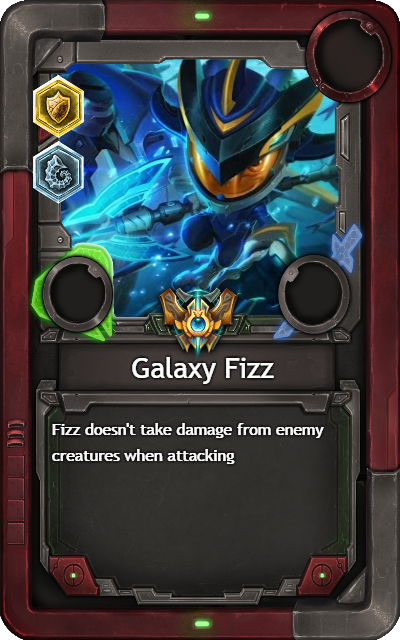 Galaxy Fizz
Fizz doesn't take damage from enemy
creatures when attacking